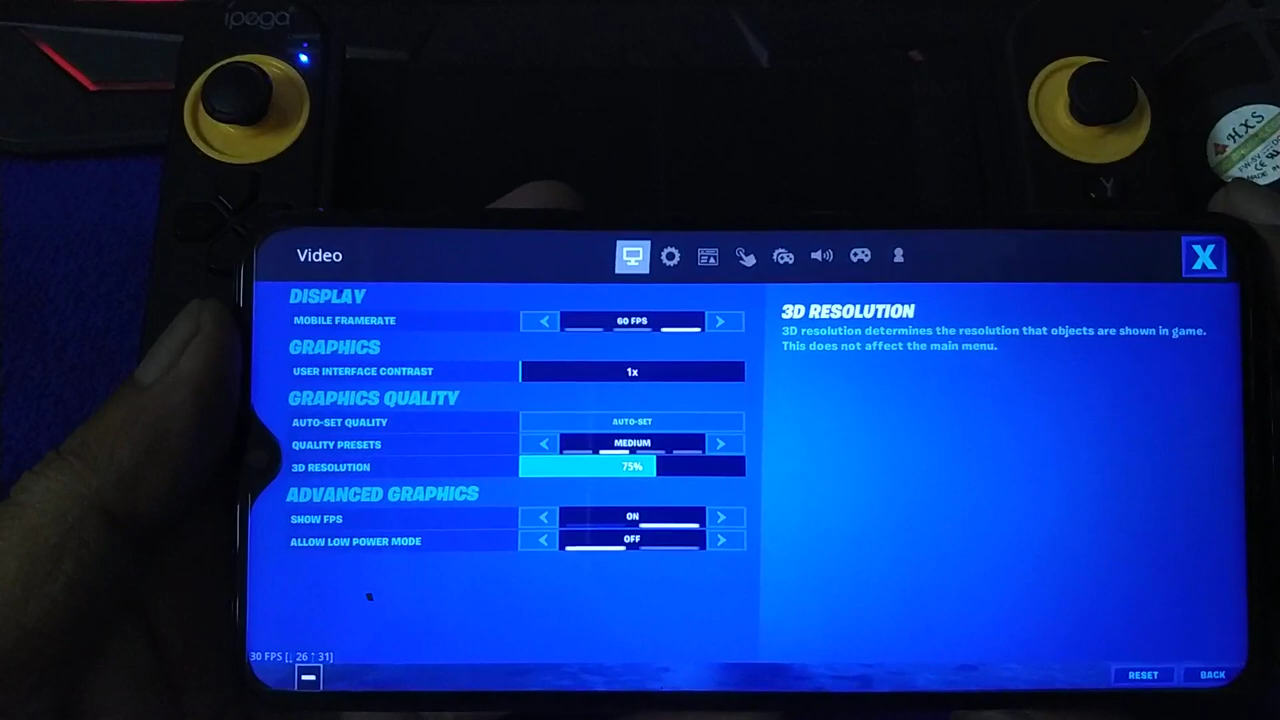 ipega
HXS
Y
Video
X
DISPLAY
MOBILE FRAMERATE
60 FPS
GRAPHICS
USER INTERFACE CONTRAST
1x
GRAPHICS QUALITY
AUTO-SET QUALITY
AUTO-SET
QUALITY PRESETS
MEDIUM
3D RESOLUTION
75%
ADVANCED GRAPHICS
SHOW FPS
ON
ALLOW LOW POWER MODE
OFF
3D RESOLUTION
3D resolution determines the resolution that objects are shown in game.
This does not affect the main menu.
30 FPS [↓ 26 ↑ 31]
RESET
BACK